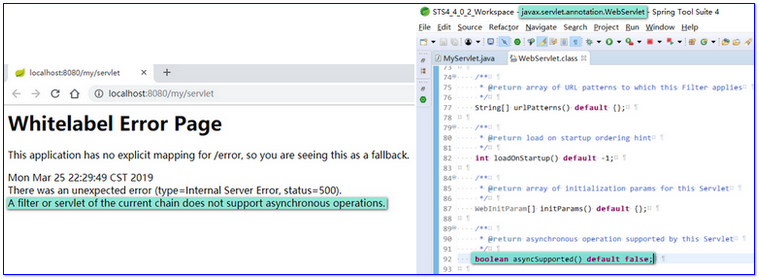 localhost:8080/my/servlet
localhost:8080/my/servlet
Whitelabel Error Page
This application has no explicit mapping for /error, so you are seeing this as a fallback.
Mon Mar 25 22:29:49 CST 2019
There was an unexpected error (type=Internal Server Error, status=500).
A filter or servlet of the current chain does not support asynchronous operations.
STS4_4_0_2_Workspace - javax.servlet.annotation.WebServlet - Spring Tool Suite 4
File Edit Source Refactor Navigate Search Project Run Window Help
MyServlet.java WebServlet.class
73
74 /**
75 * @return array of URL patterns to which this Filter applies
76 */
77 String[] urlPatterns() default {};
78
79 /**
80 * @return load on startup ordering hint
81 */
82 int loadOnStartup() default -1;
83
84 /**
85 * @return array of initialization params for this Servlet
86 */
87 WebInitParam[] initParams() default {};
88
89 /**
90 * @return asynchronous operation supported by this Servlet
91 */
92 boolean asyncSupported() default false;
93